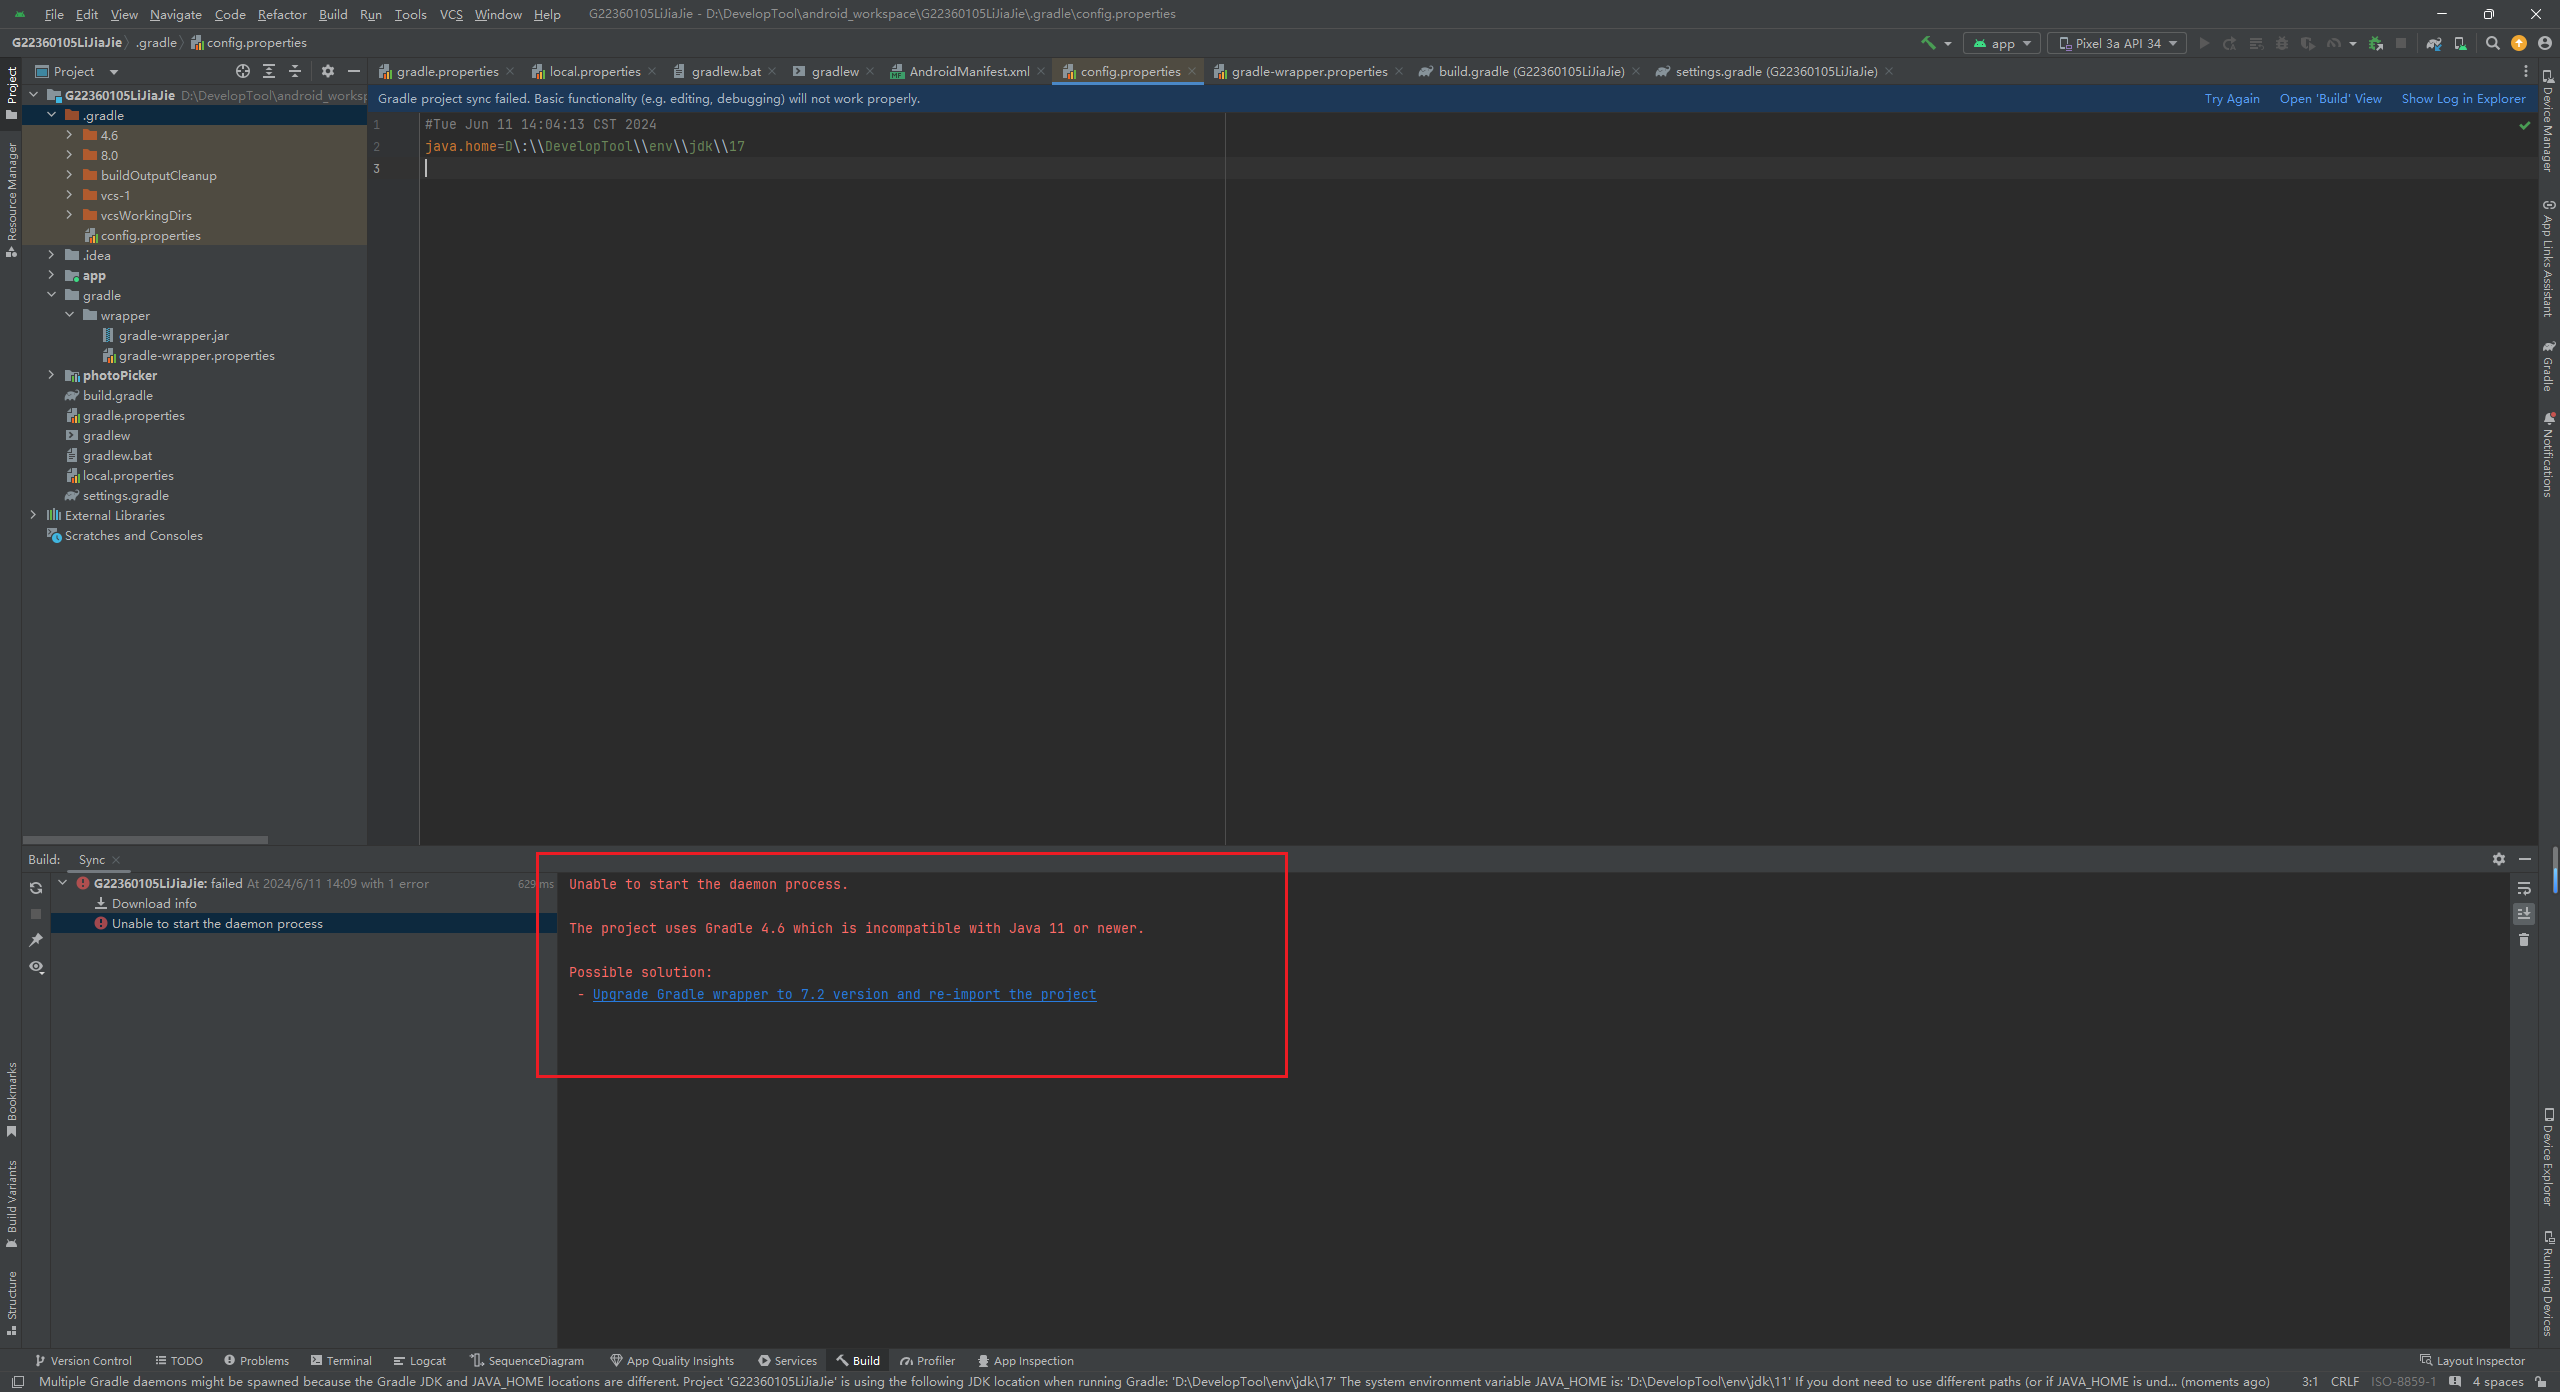 File Edit View Navigate Code Refactor Build Run Tools VCS Window Help G22360105LiJiaJie - D:\DevelopTool\android_workspace\G22360105LiJiaJie\.gradle\config.properties
G22360105LiJiaJie .gradle config.properties app Pixel 3a API 34
Project gradle.properties local.properties gradlew.bat gradlew AndroidManifest.xml config.properties gradle-wrapper.properties build.gradle (G22360105LiJiaJie) settings.gradle (G22360105LiJiaJie)
Gradle project sync failed. Basic functionality (e.g. editing, debugging) will not work properly. Try Again Open 'Build' View Show Log in Explorer
G22360105LiJiaJie D:\DevelopTool\android_worksp
.gradle
4.6
8.0
buildOutputCleanup
vcs-1
vcsWorkingDirs
config.properties
.idea
app
gradle
wrapper
gradle-wrapper.jar
gradle-wrapper.properties
photoPicker
build.gradle
gradle.properties
gradlew
gradlew.bat
local.properties
settings.gradle
External Libraries
Scratches and Consoles
1 #Tue Jun 11 14:04:13 CST 2024
2 java.home=D\:\\DevelopTool\\env\\jdk\\17
3
Project
Resource Manager
Bookmarks
Build Variants
Structure
Device Manager
App Links Assistant
Gradle
Notifications
Device Explorer
Running Devices
Build: Sync
G22360105LiJiaJie: failed At 2024/6/11 14:09 with 1 error 629 ms
Download info
Unable to start the daemon process
Unable to start the daemon process.
The project uses Gradle 4.6 which is incompatible with Java 11 or newer.
Possible solution:
- Upgrade Gradle wrapper to 7.2 version and re-import the project
Version Control TODO Problems Terminal Logcat SequenceDiagram App Quality Insights Services Build Profiler App Inspection Layout Inspector
Multiple Gradle daemons might be spawned because the Gradle JDK and JAVA_HOME locations are different. Project 'G22360105LiJiaJie' is using the following JDK location when running Gradle: 'D:\DevelopTool\env\jdk\17' The system environment variable JAVA_HOME is: 'D:\DevelopTool\env\jdk\11' If you dont need to use different paths (or if JAVA_HOME is und... (moments ago) 3:1 CRLF ISO-8859-1 4 spaces